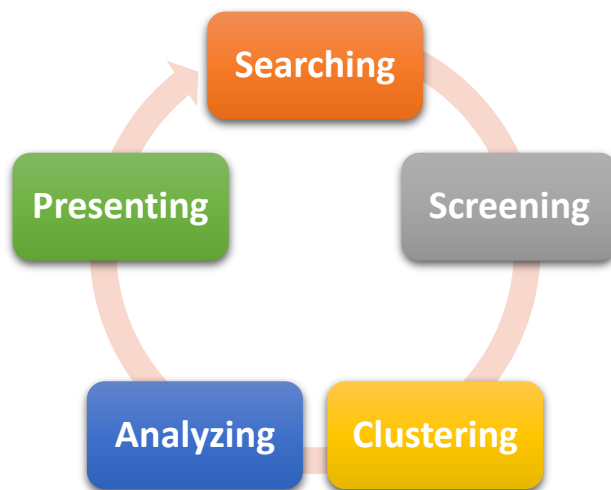 Searching
Screening
Clustering
Analyzing
Presenting